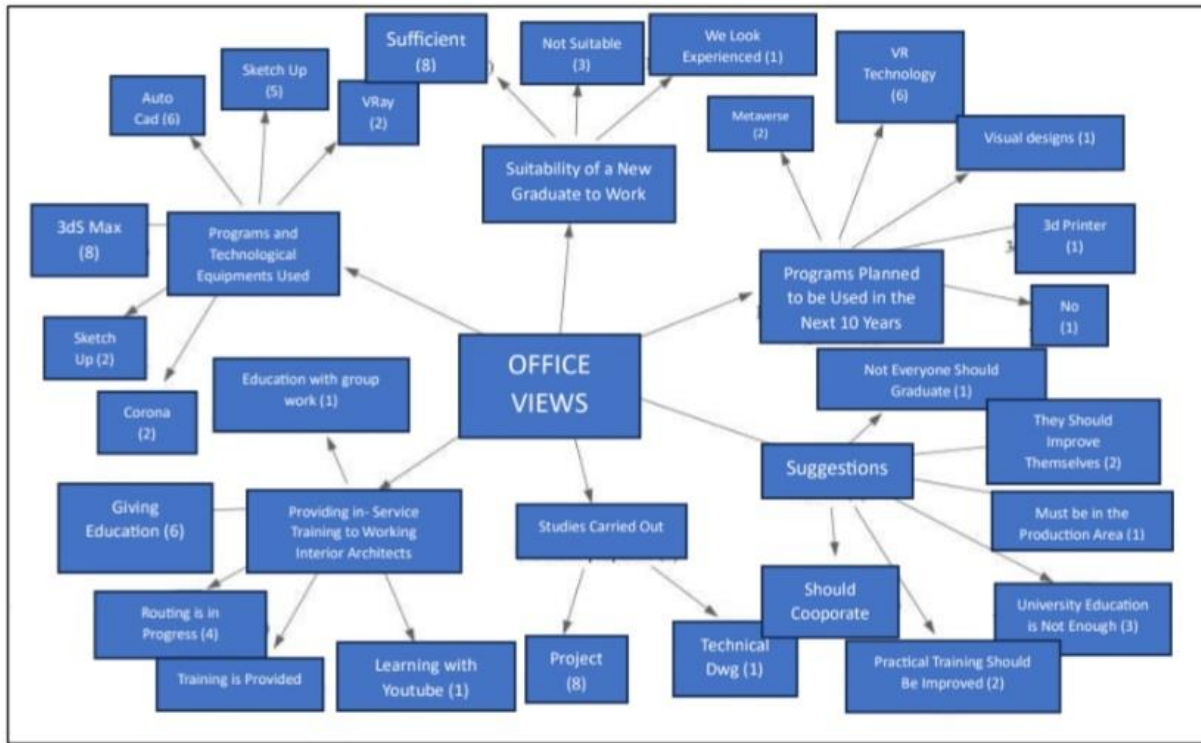 Sufficient
(8)
Not Suitable
(3)
We Look
Experienced (1)
VR
Technology
(6)
Sketch Up
(5)
Auto
Cad (6)
VRay
(2)
Metaverse
(2)
Visual designs (1)
Suitability of a New
Graduate to Work
3dS Max
(8)
Programs and
Technological
Equipments Used
3d Printer
(1)
Programs Planned
to be Used in the
Next 10 Years
No
(1)
Sketch
Up (2)
Corona
(2)
Education with group
work (1)
OFFICE
VIEWS
Not Everyone Should
Graduate (1)
They Should
Improve
Themselves (2)
Suggestions
Giving
Education (6)
Providing in- Service
Training to Working
Interior Architects
Studies Carried Out
Must be in the
Production Area (1)
Should
Cooporate
University Education
is Not Enough (3)
Routing is in
Progress (4)
Training is Provided
Learning with
Youtube (1)
Project
(8)
Technical
Dwg (1)
Practical Training Should
Be Improved (2)